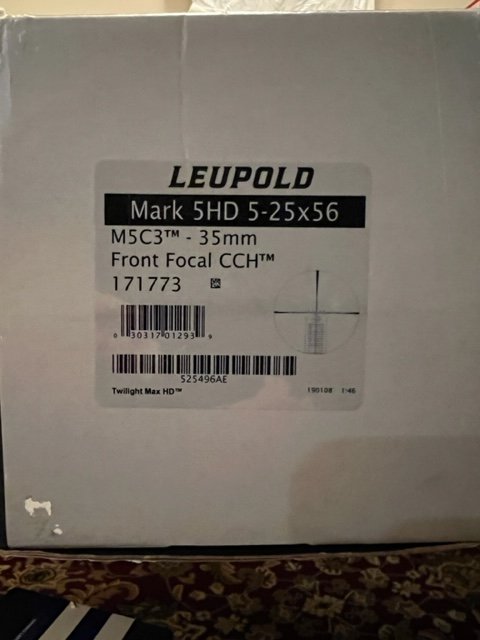 LEUPOLD
Mark 5HD 5-25x56
M5C3™ - 35mm
Front Focal CCH™
171773
0 30317 01293 9
525496AE
Twilight Max HD™
190108 1:46